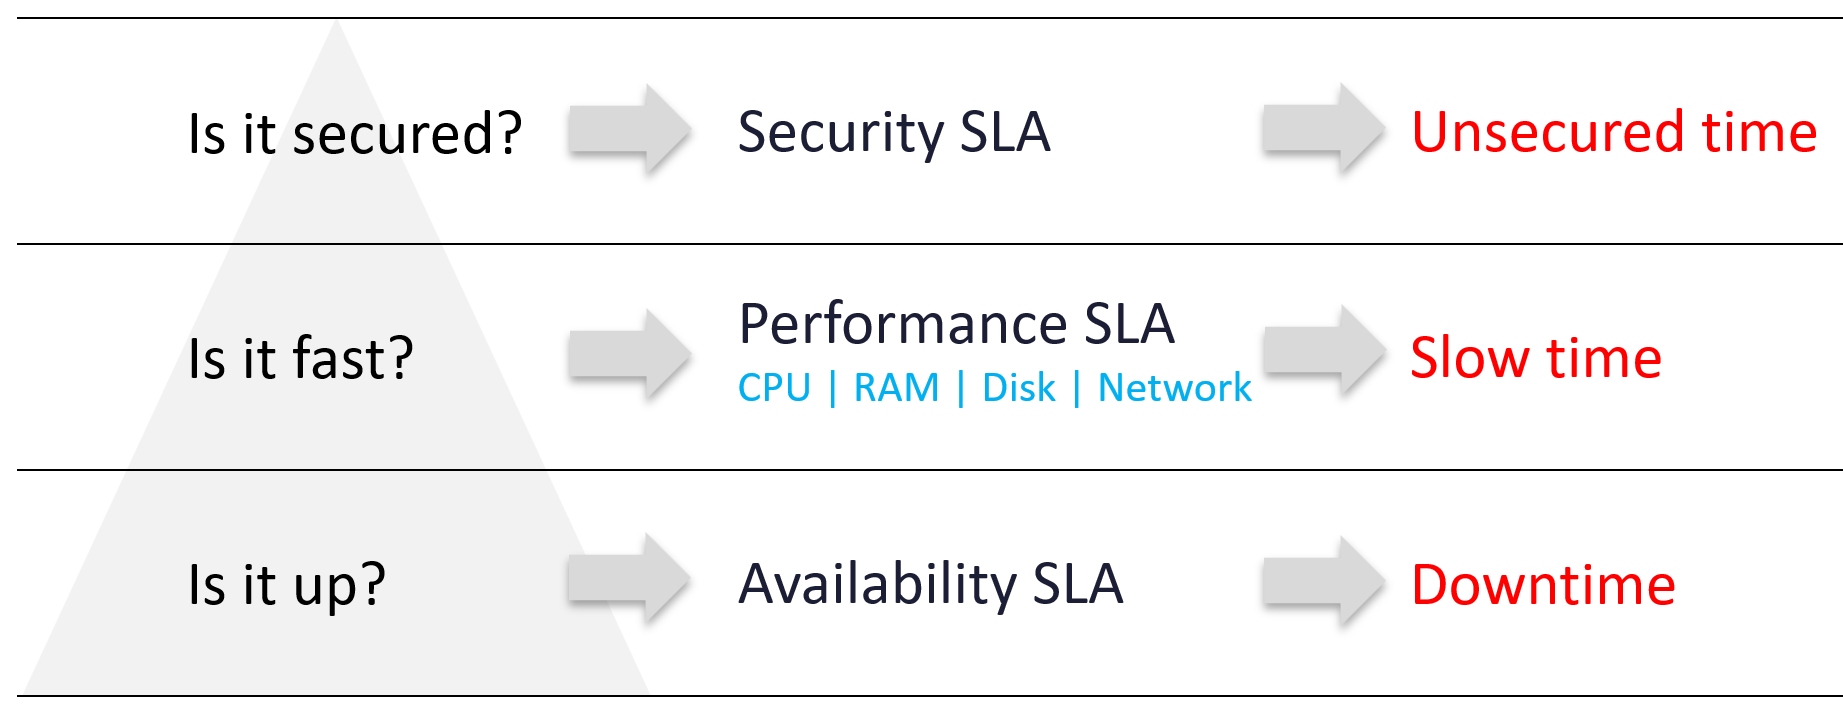 Is it secured?
Security SLA
Unsecured time
Is it fast?
Performance SLA
CPU | RAM | Disk | Network
Slow time
Is it up?
Availability SLA
Downtime